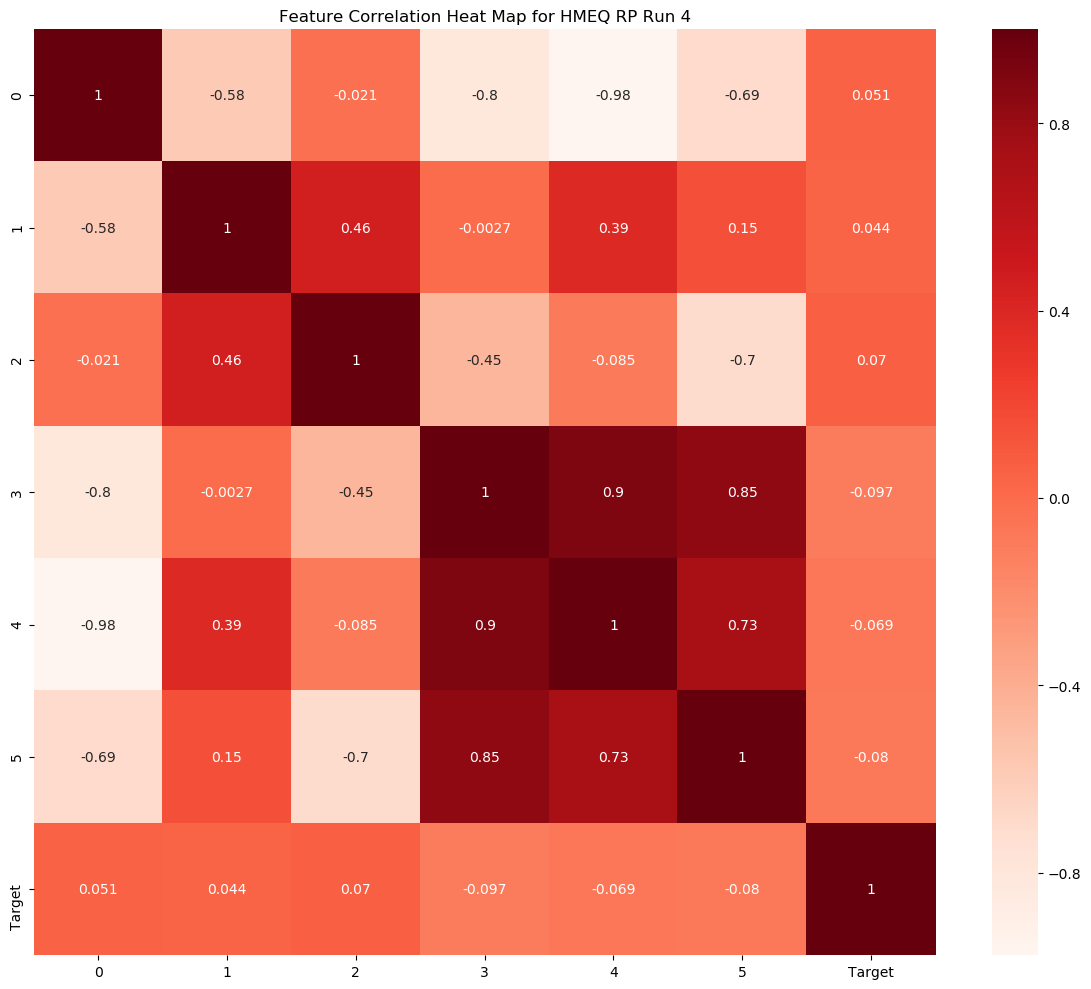 Feature Correlation Heat Map for HMEQ RP Run 4
0 1 -0.58 -0.021 -0.8 -0.98 -0.69 0.051
1 -0.58 1 0.46 -0.0027 0.39 0.15 0.044
2 -0.021 0.46 1 -0.45 -0.085 -0.7 0.07
3 -0.8 -0.0027 -0.45 1 0.9 0.85 -0.097
4 -0.98 0.39 -0.085 0.9 1 0.73 -0.069
5 -0.69 0.15 -0.7 0.85 0.73 1 -0.08
Target 0.051 0.044 0.07 -0.097 -0.069 -0.08 1
0 1 2 3 4 5 Target
0.8
0.4
0.0
-0.4
-0.8